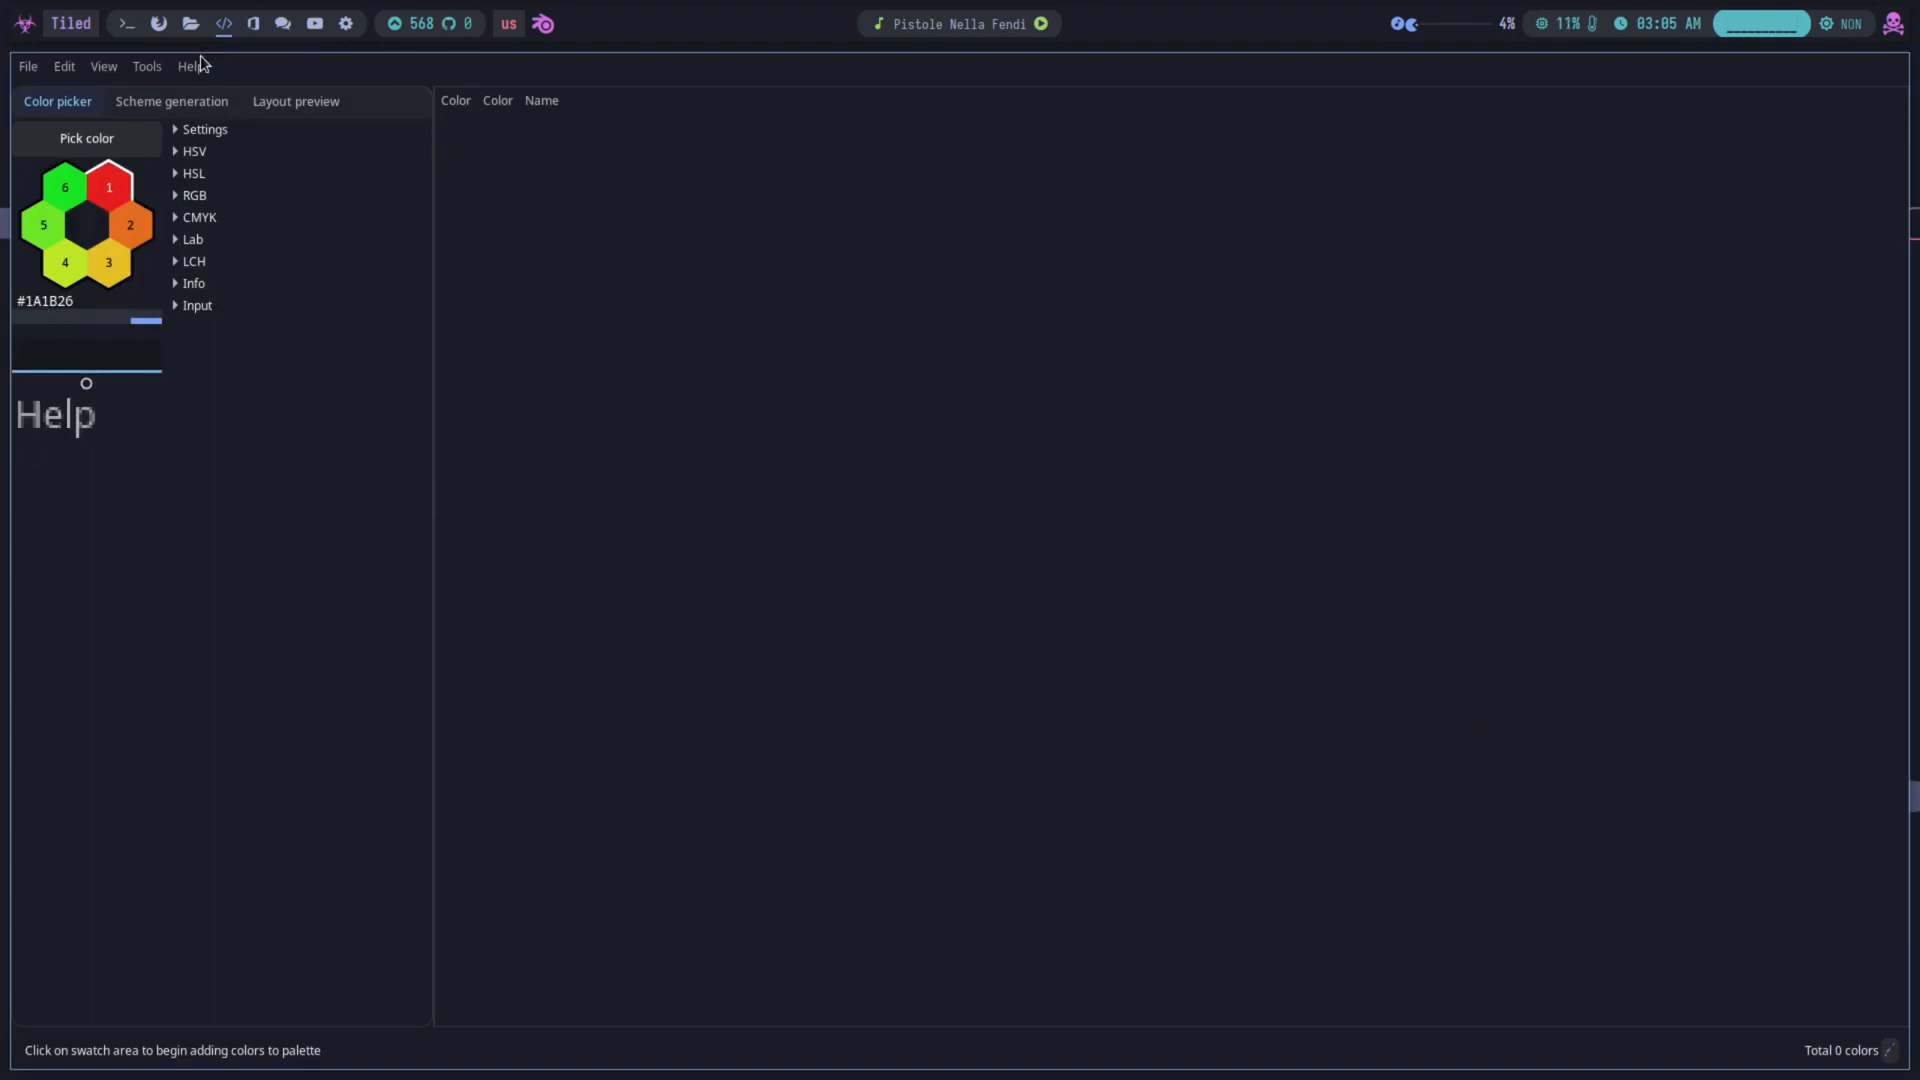 Tiled >_ 568 0 us Pistole Nella Fendi 4% 11% 03:05 AM NON
File Edit View Tools Help
Color picker Scheme generation Layout preview
Color Color Name
Pick color
Settings
HSV
HSL
RGB
CMYK
Lab
LCH
Info
Input
6 1
5 2
4 3
#1A1B26
Help
Click on swatch area to begin adding colors to palette
Total 0 colors